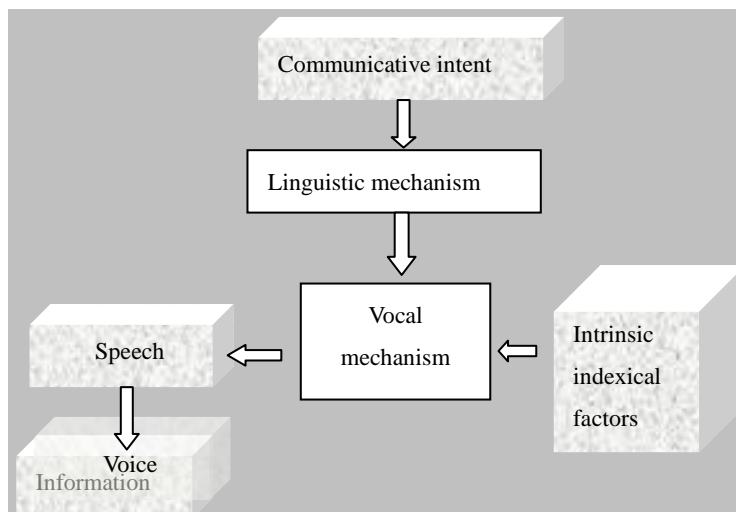 Communicative intent
Linguistic mechanism
Vocal
mechanism
Intrinsic
indexical
factors
Speech
Voice
Information